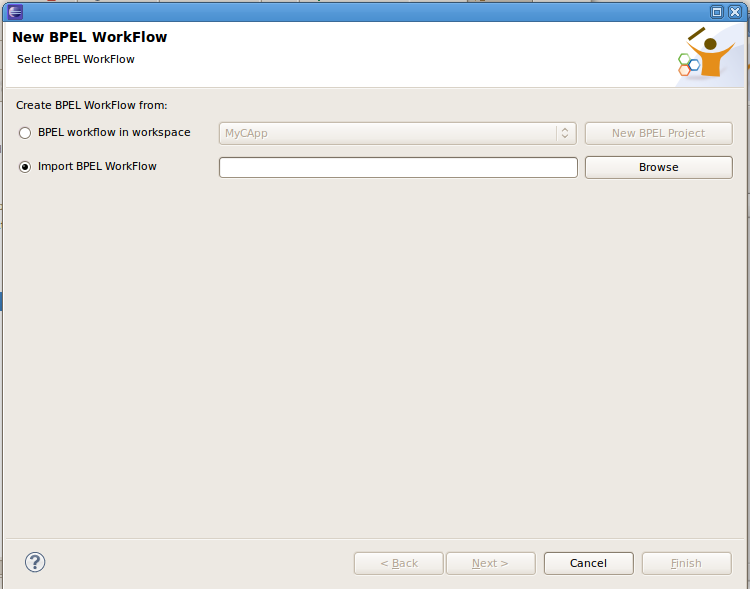 New BPEL WorkFlow
Select BPEL WorkFlow
Create BPEL WorkFlow from:
BPEL workflow in workspace MyCApp New BPEL Project
Import BPEL WorkFlow Browse
? < Back Next > Cancel Finish